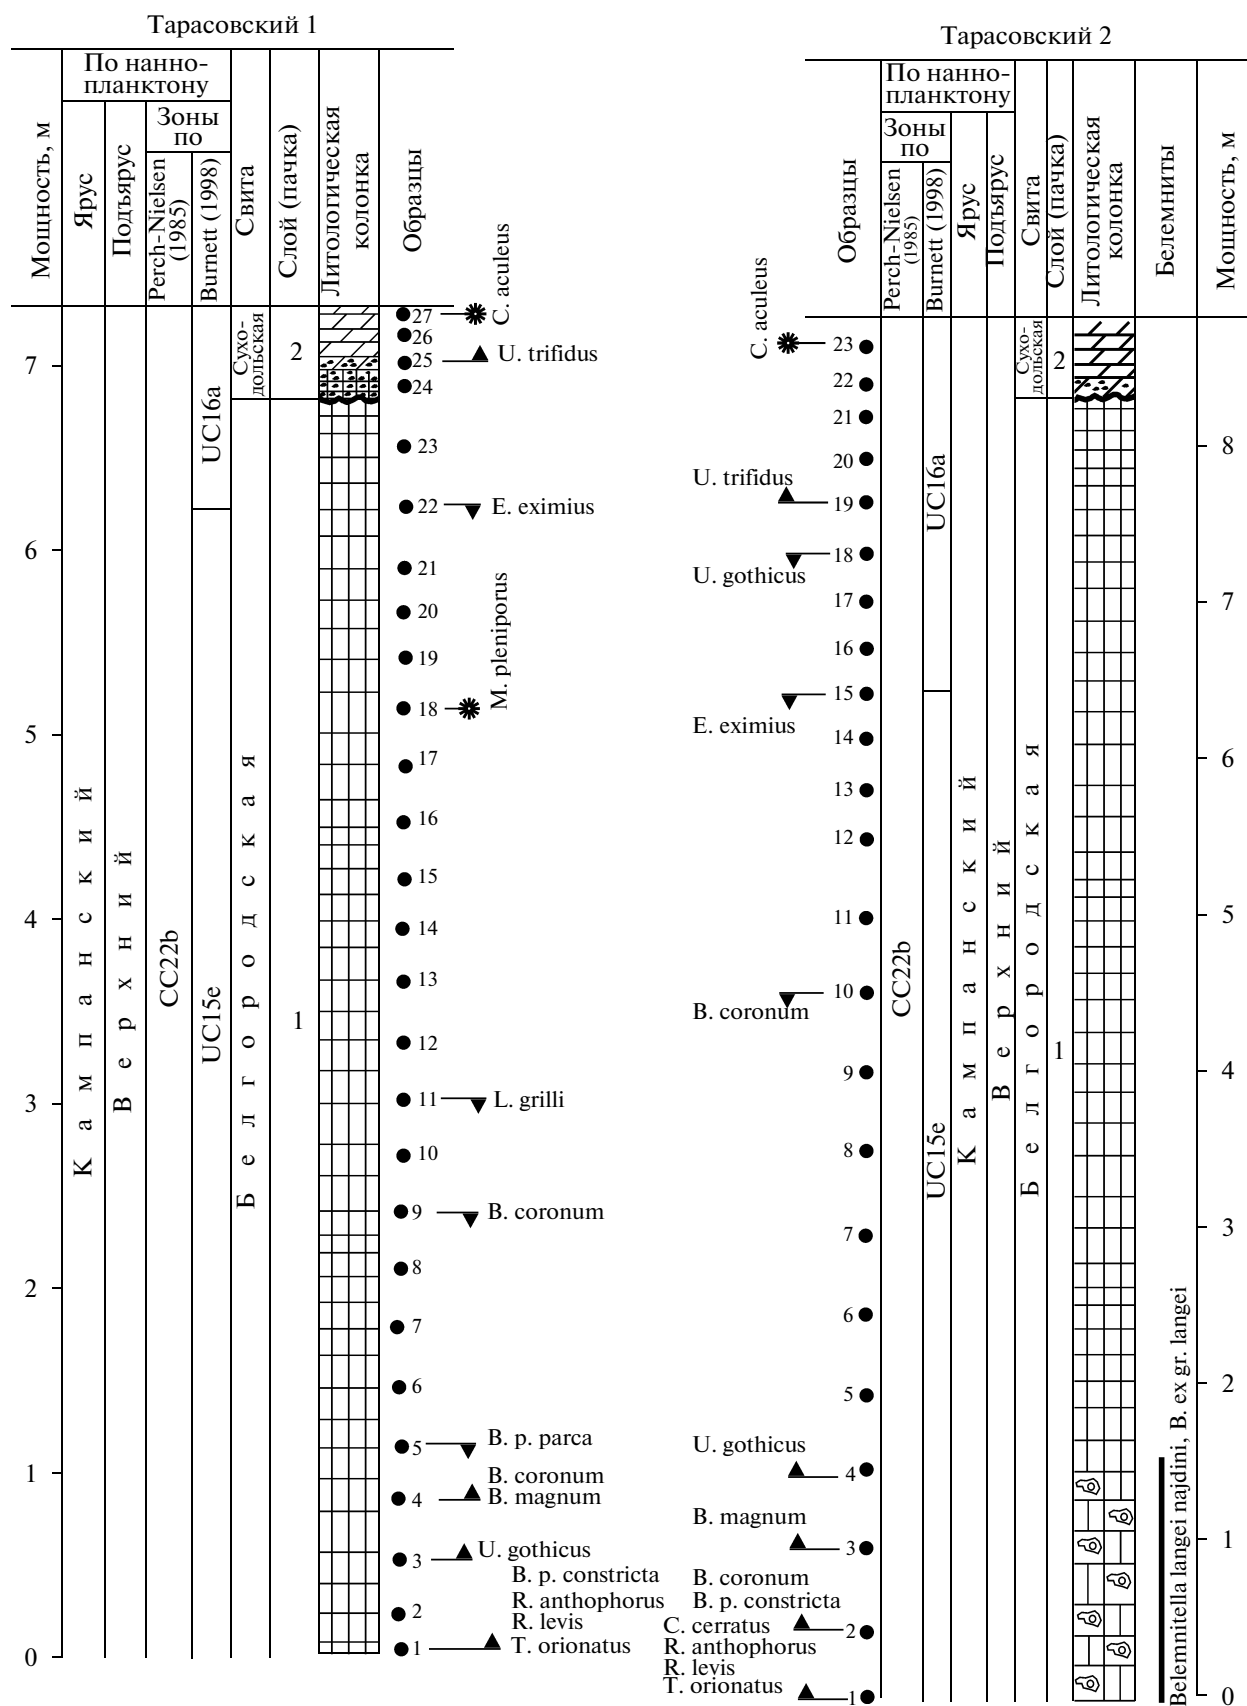 Тарасовский 1
Мощность, м
По нанно-
планктону
Ярус
Подъярус
Зоны
по
Perch-Nielsen
(1985)
Burnett (1998)
Свита
Слой (пачка)
Литологическая
колонка
Образцы
7
6
5
4
3
2
1
0
Кампанский
Верхний
CC22b
UC16a
UC15e
Сухо-
дольская
Белгородская
2
1
27
C. aculeus
26
25 U. trifidus
24
23
22 E. eximius
21
20
19
18
M. pleniporus
17
16
15
14
13
12
11 L. grilli
10
9 B. coronum
8
7
6
5 B. p. parca
B. coronum
4 B. magnum
3 U. gothicus
B. p. constricta
R. anthophorus
2 R. levis
1 T. orionatus
Тарасовский 2
Образцы
По нанно-
планктону
Зоны
по
Perch-Nielsen
(1985)
Burnett (1998)
Ярус
Подъярус
Свита
Слой (пачка)
Литологическая
колонка
Белемниты
Мощность, м
C. aculeus
23
22
21
20
U. trifidus
19
18
U. gothicus
17
16
15
E. eximius
14
13
12
11
10
B. coronum
9
8
7
6
5
U. gothicus
4
B. magnum
3
B. coronum
B. p. constricta
C. cerratus
2
R. anthophorus
R. levis
T. orionatus
1
CC22b
UC16a
UC15e
Кампанский
Верхний
Сухо-
дольская
Белгородская
2
1
Belemnitella langei najdini, B. ex gr. langei
8
7
6
5
4
3
2
1
0